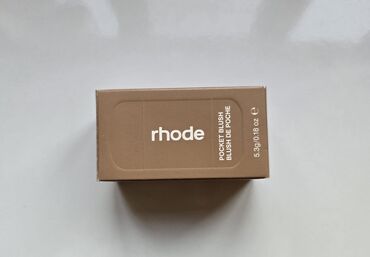 rhode
POCKET BLUSH
BLUSH DE POCHE
5.3g/0.18 oz ℮